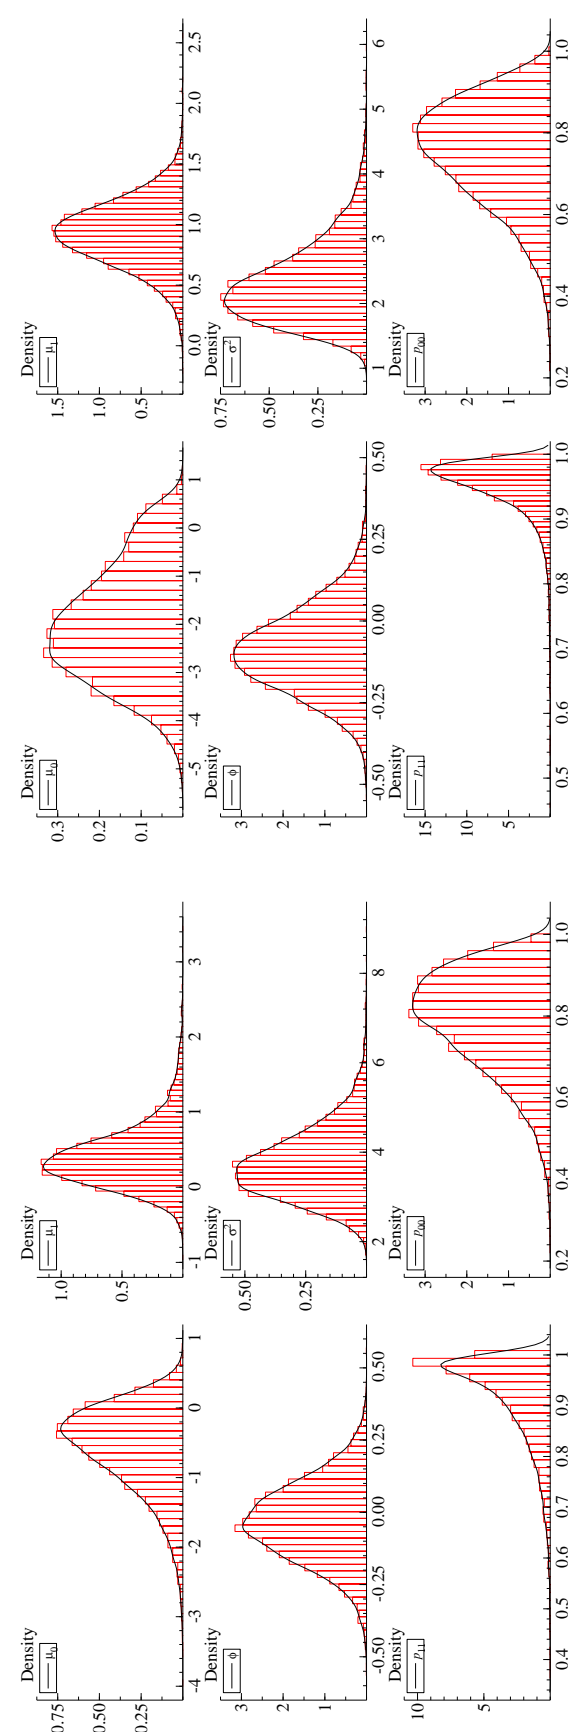 Density
μ₀
0.75
0.50
0.25
-4 -3 -2 -1 0 1
Density
μ₁
1.0
0.5
-1 0 1 2 3
Density
μ₀
0.3
0.2
0.1
-5 -4 -3 -2 -1 0 1
Density
μ₁
1.5
1.0
0.5
0.0 0.5 1.0 1.5 2.0 2.5
Density
ϕ
3
2
1
-0.50 -0.25 0.00 0.25 0.50
Density
σ²
0.50
0.25
2 4 6 8
Density
ϕ
3
2
1
-0.50 -0.25 0.00 0.25 0.50
Density
σ²
0.75
0.50
0.25
1 2 3 4 5 6
Density
p₁₁
10
5
0.4 0.5 0.6 0.7 0.8 0.9 1
Density
p₀₀
3
2
1
0.2 0.4 0.6 0.8 1.0
Density
p₁₁
15
10
5
0.5 0.6 0.7 0.8 0.9 1.0
Density
p₀₀
3
2
1
0.2 0.4 0.6 0.8 1.0